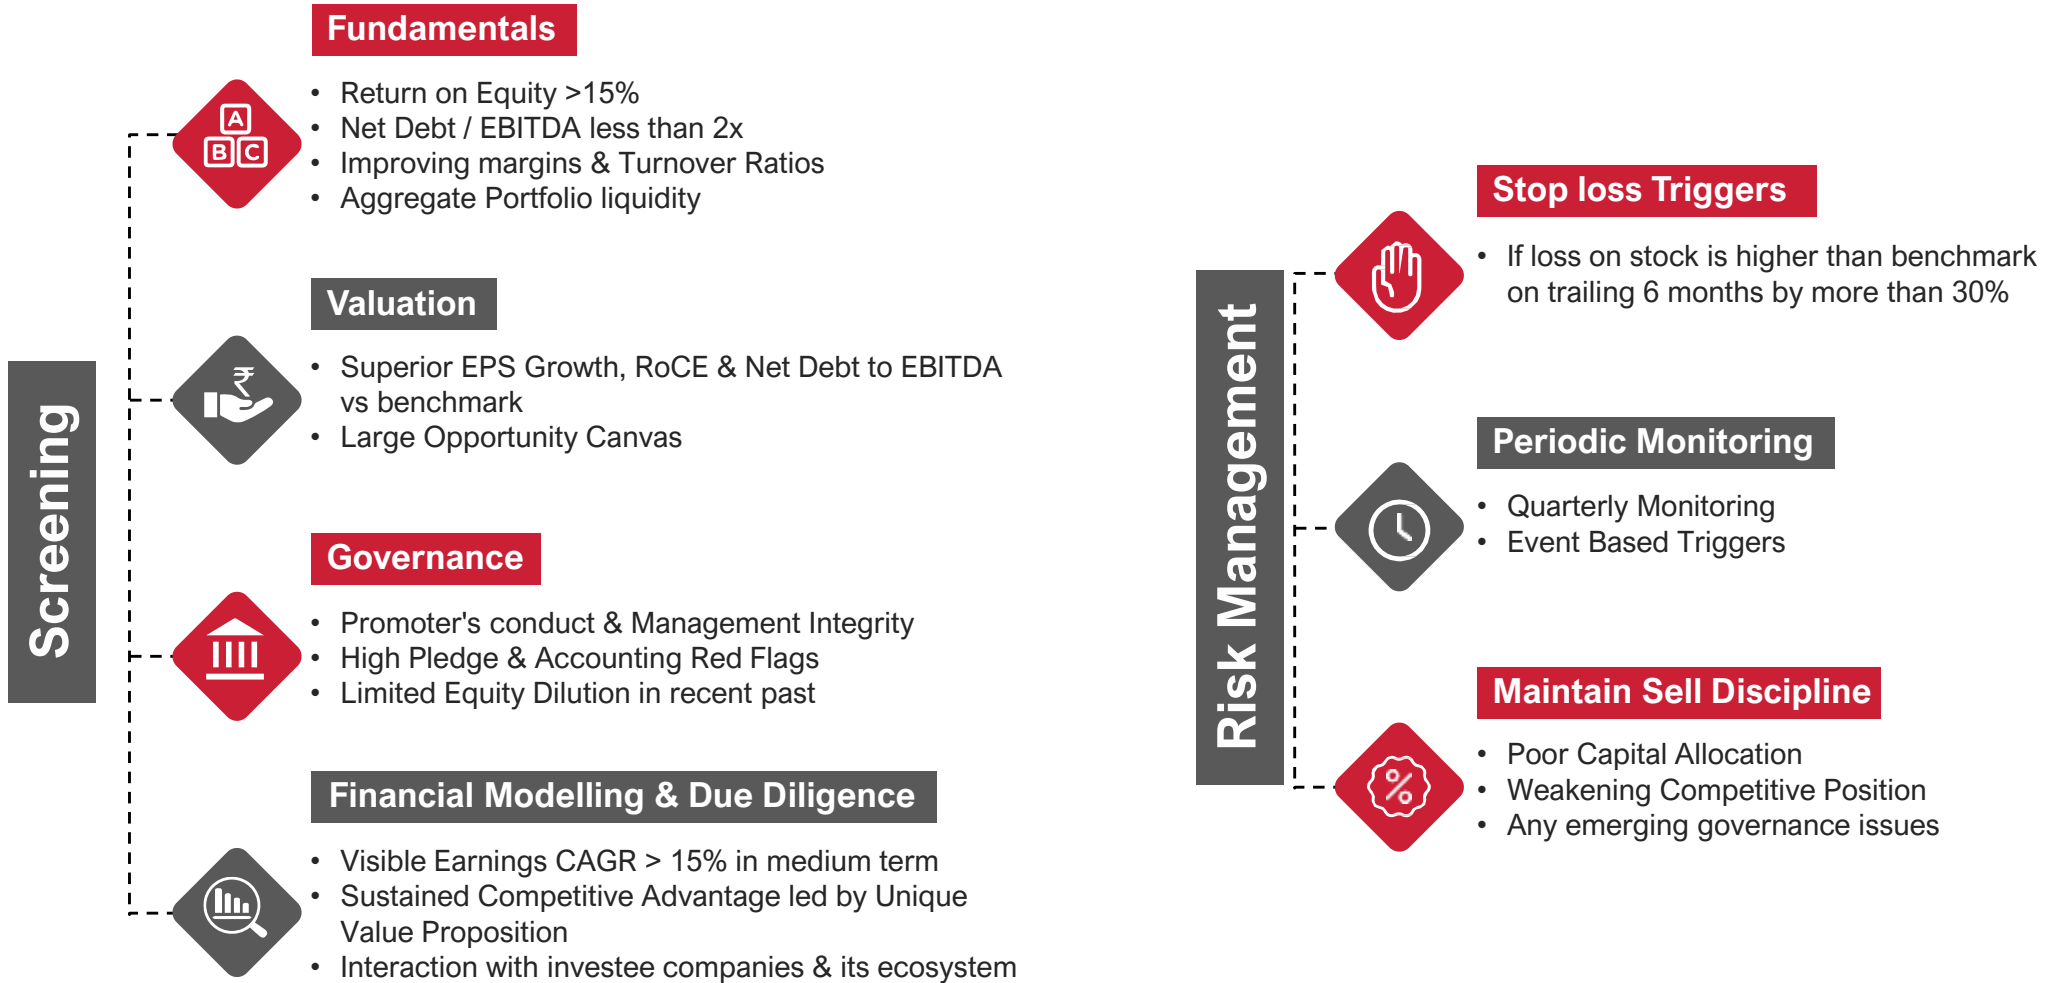 Screening
Fundamentals
A
B C
• Return on Equity >15%
• Net Debt / EBITDA less than 2x
• Improving margins & Turnover Ratios
• Aggregate Portfolio liquidity
Valuation
₹
• Superior EPS Growth, RoCE & Net Debt to EBITDA
vs benchmark
• Large Opportunity Canvas
Governance
• Promoter's conduct & Management Integrity
• High Pledge & Accounting Red Flags
• Limited Equity Dilution in recent past
Financial Modelling & Due Diligence
• Visible Earnings CAGR > 15% in medium term
• Sustained Competitive Advantage led by Unique
Value Proposition
• Interaction with investee companies & its ecosystem
Risk Management
Stop loss Triggers
• If loss on stock is higher than benchmark
on trailing 6 months by more than 30%
Periodic Monitoring
• Quarterly Monitoring
• Event Based Triggers
Maintain Sell Discipline
%
• Poor Capital Allocation
• Weakening Competitive Position
• Any emerging governance issues